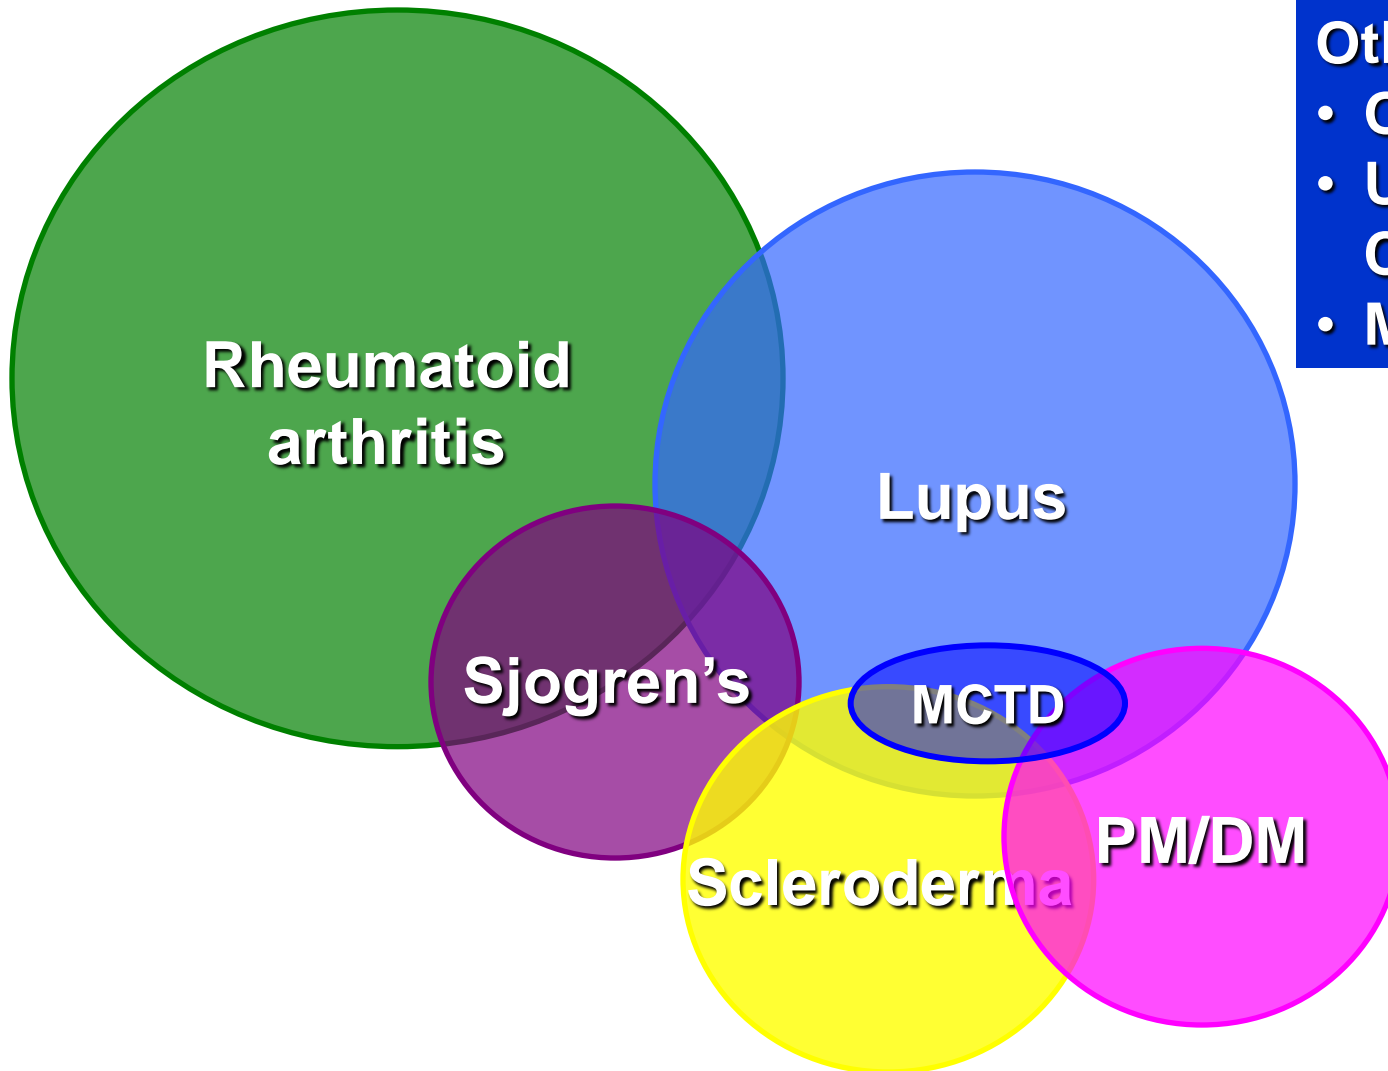 Rheumatoid
arthritis
Lupus
Sjogren’s
MCTD
PM/DM
Scleroderma